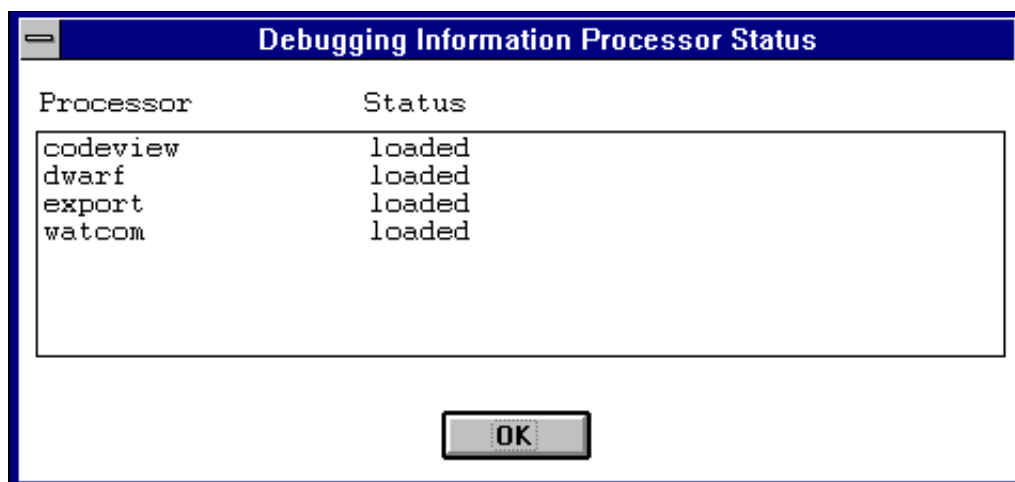 Debugging Information Processor Status
Processor Status
codeview loaded
dwarf loaded
export loaded
watcom loaded
OK